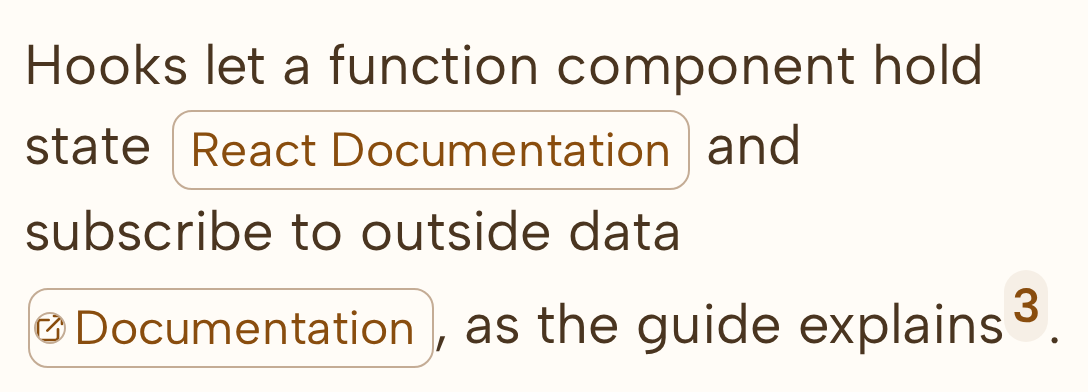 Hooks let a function component hold
state React Documentation and
subscribe to outside data
Documentation, as the guide explains3.